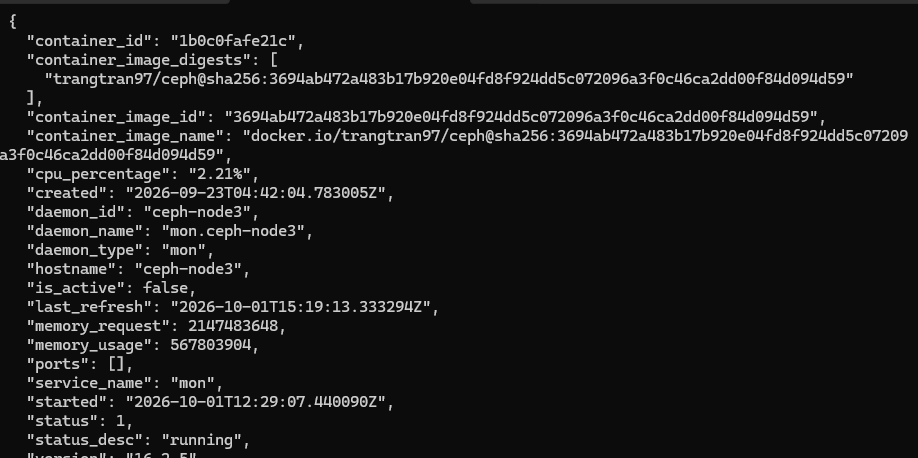 {
"container_id": "1b0c0fafe21c",
"container_image_digests": [
"trangtran97/ceph@sha256:3694ab472a483b17b920e04fd8f924dd5c072096a3f0c46ca2dd00f84d094d59"
],
"container_image_id": "3694ab472a483b17b920e04fd8f924dd5c072096a3f0c46ca2dd00f84d094d59",
"container_image_name": "docker.io/trangtran97/ceph@sha256:3694ab472a483b17b920e04fd8f924dd5c07209
a3f0c46ca2dd00f84d094d59",
"cpu_percentage": "2.21%",
"created": "2026-09-23T04:42:04.783005Z",
"daemon_id": "ceph-node3",
"daemon_name": "mon.ceph-node3",
"daemon_type": "mon",
"hostname": "ceph-node3",
"is_active": false,
"last_refresh": "2026-10-01T15:19:13.333294Z",
"memory_request": 2147483648,
"memory_usage": 567803904,
"ports": [],
"service_name": "mon",
"started": "2026-10-01T12:29:07.440090Z",
"status": 1,
"status_desc": "running",
"version": "16.2.5"